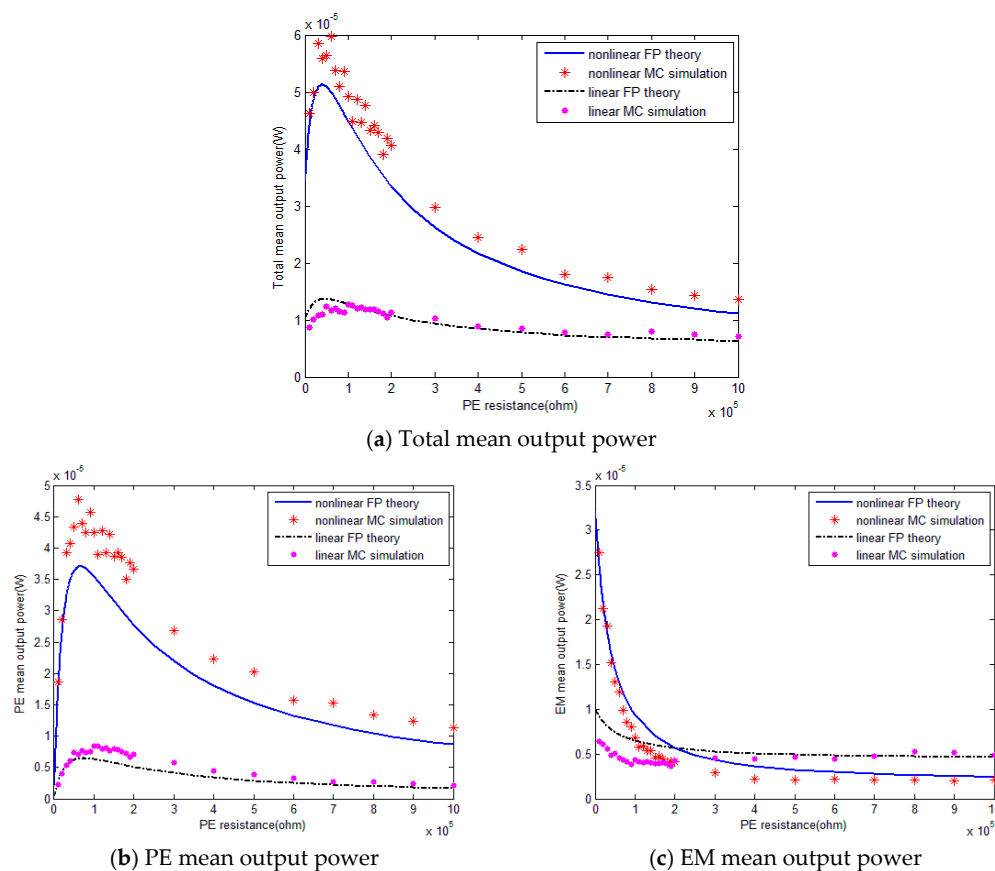 x 10^-5
6
5
4
3
2
1
0
Total mean output power(W)
nonlinear FP theory
nonlinear MC simulation
linear FP theory
linear MC simulation
0 1 2 3 4 5 6 7 8 9 10
PE resistance(ohm)
x 10^5
(a) Total mean output power
x 10^-5
5
4.5
4
3.5
3
2.5
2
1.5
1
0.5
0
PE mean output power(W)
nonlinear FP theory
nonlinear MC simulation
linear FP theory
linear MC simulation
0 1 2 3 4 5 6 7 8 9 10
PE resistance(ohm)
x 10^5
(b) PE mean output power
x 10^-5
3.5
3
2.5
2
1.5
1
0.5
0
EM mean output power(W)
nonlinear FP theory
nonlinear MC simulation
linear FP theory
linear MC simulation
0 1 2 3 4 5 6 7 8 9 10
PE resistance(ohm)
x 10^5
(c) EM mean output power